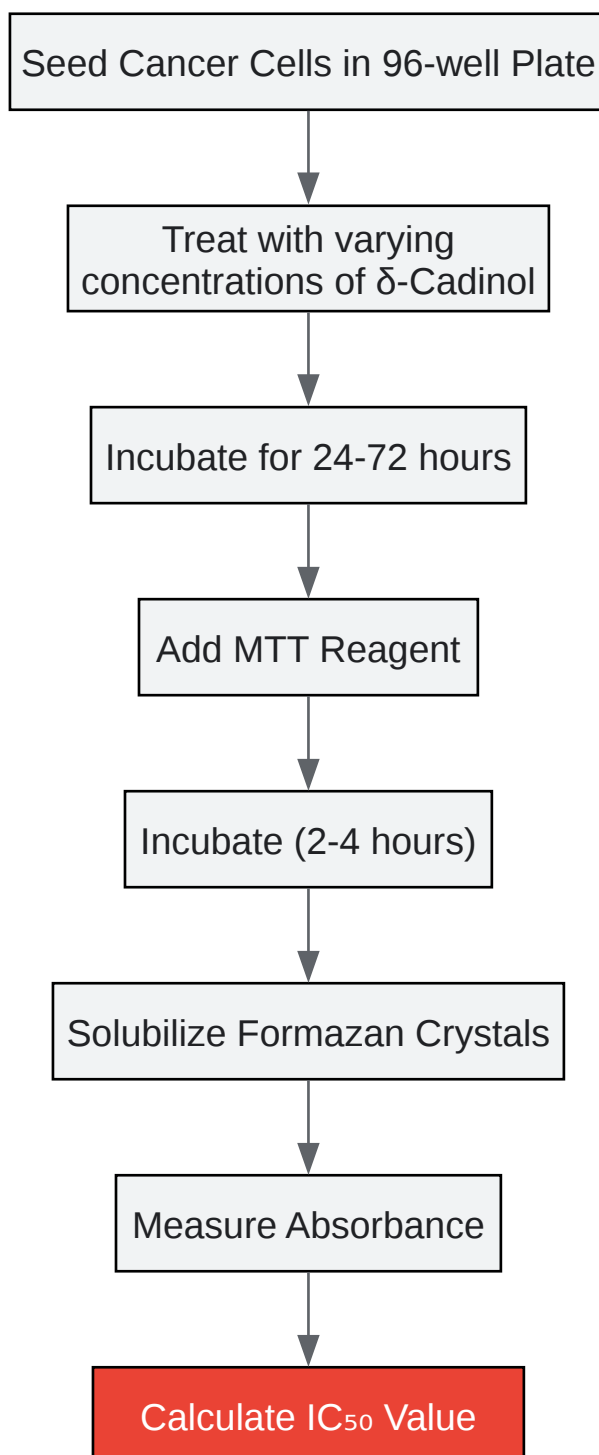 Seed Cancer Cells in 96-well Plate
Treat with varying
concentrations of δ-Cadinol
Incubate for 24-72 hours
Add MTT Reagent
Incubate (2-4 hours)
Solubilize Formazan Crystals
Measure Absorbance
Calculate IC₅₀ Value